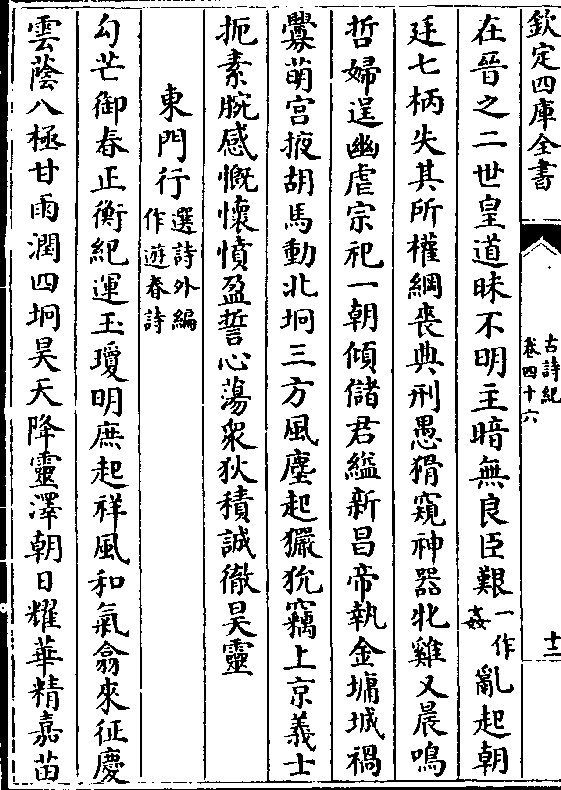 欽定四庫全書
古詩紀
卷四十六
十二
在晉之二世皇道昧不明主暗無良臣艱一作姦亂起朝
廷七柄失其所權綱喪典刑愚猾窺神器牝雞又晨鳴
哲婦逞幽虐宗祀一朝傾儲君縊新昌帝執金墉城禍
釁萌宫掖胡馬動北坰三方風塵起玁狁竊上京義士
扼素腕感慨懷憤盈誓心蕩衆狄積誠徹昊靈
東門行選詩外編作遊春詩
勾芒御春正衡紀運玉瓊明庶起祥風和氣翕來征慶
雲蔭八極甘雨潤四坰昊天降靈澤朝日耀華精嘉苗